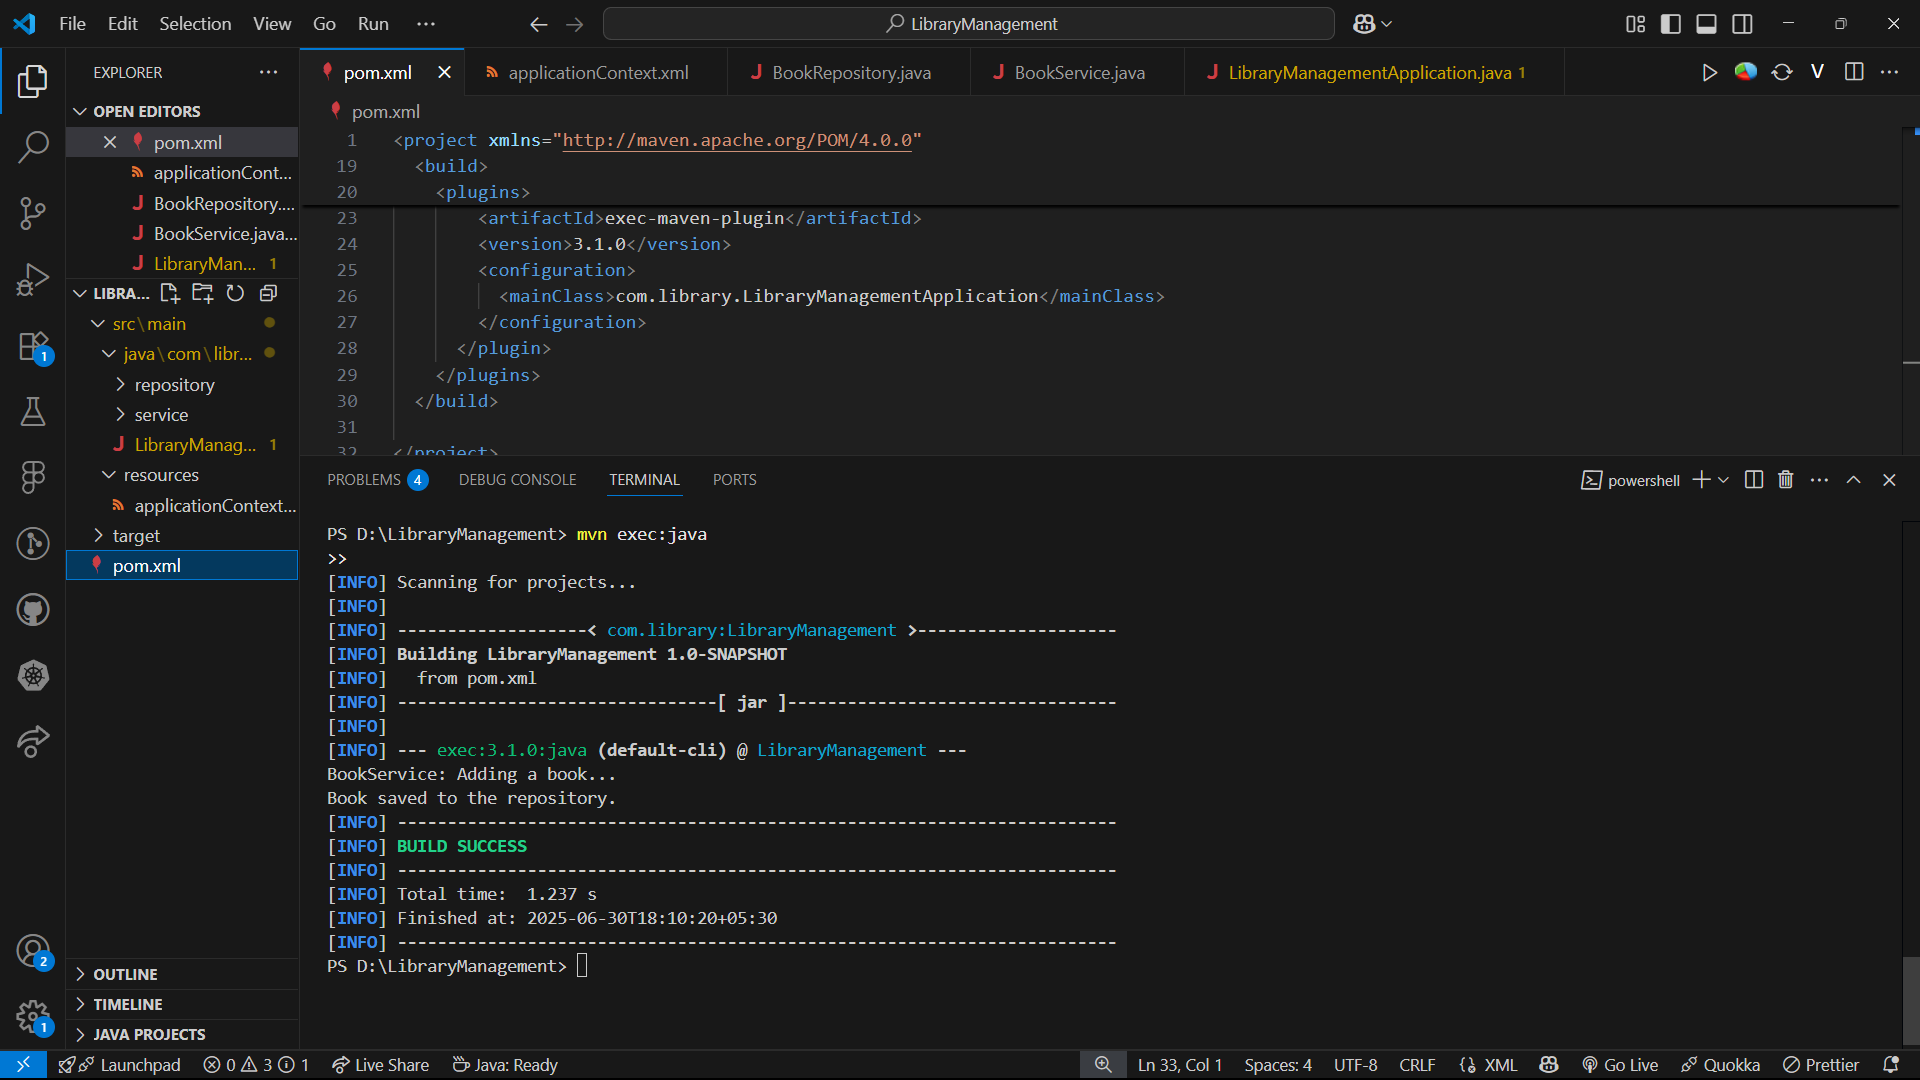 File Edit Selection View Go Run ···
LibraryManagement
EXPLORER ···
OPEN EDITORS
pom.xml
applicationCont...
BookRepository....
BookService.java...
LibraryMan... 1
LIBRA...
src\main
java\com\libr...
repository
service
LibraryManag... 1
resources
applicationContext...
target
pom.xml
OUTLINE
TIMELINE
JAVA PROJECTS
1
2
1
pom.xml applicationContext.xml BookRepository.java BookService.java LibraryManagementApplication.java 1
V ···
pom.xml
1 <project xmlns="http://maven.apache.org/POM/4.0.0"
19 <build>
20 <plugins>
23 <artifactId>exec-maven-plugin</artifactId>
24 <version>3.1.0</version>
25 <configuration>
26 <mainClass>com.library.LibraryManagementApplication</mainClass>
27 </configuration>
28 </plugin>
29 </plugins>
30 </build>
31
32 </project>
PROBLEMS 4 DEBUG CONSOLE TERMINAL PORTS
powershell ···
PS D:\LibraryManagement> mvn exec:java
>>
[INFO] Scanning for projects...
[INFO]
[INFO] -------------------< com.library:LibraryManagement >--------------------
[INFO] Building LibraryManagement 1.0-SNAPSHOT
[INFO]   from pom.xml
[INFO] --------------------------------[ jar ]---------------------------------
[INFO]
[INFO] --- exec:3.1.0:java (default-cli) @ LibraryManagement ---
BookService: Adding a book...
Book saved to the repository.
[INFO] ------------------------------------------------------------------------
[INFO] BUILD SUCCESS
[INFO] ------------------------------------------------------------------------
[INFO] Total time:  1.237 s
[INFO] Finished at: 2025-06-30T18:10:20+05:30
[INFO] ------------------------------------------------------------------------
PS D:\LibraryManagement>
Launchpad 0 3 1 Live Share Java: Ready Ln 33, Col 1 Spaces: 4 UTF-8 CRLF XML Go Live Quokka Prettier